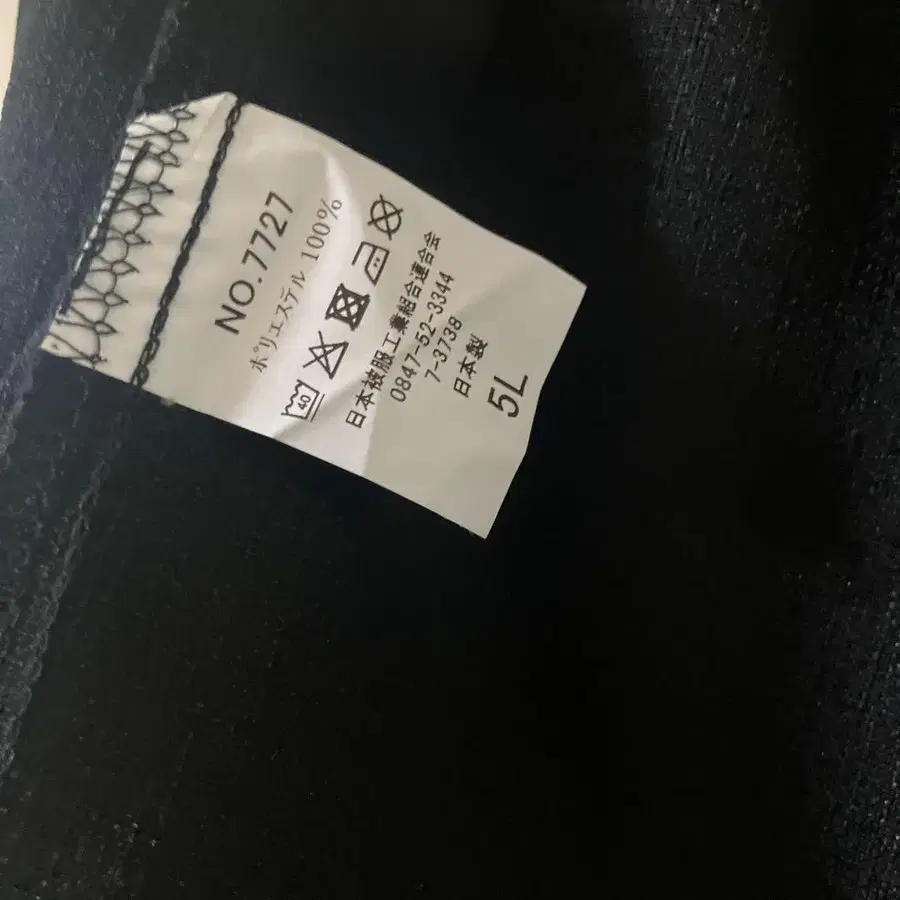 NO.7727
ポリエステル 100%
40
日本被服工業組合連合会
0847-52-3344
7-3738
日本製
5L